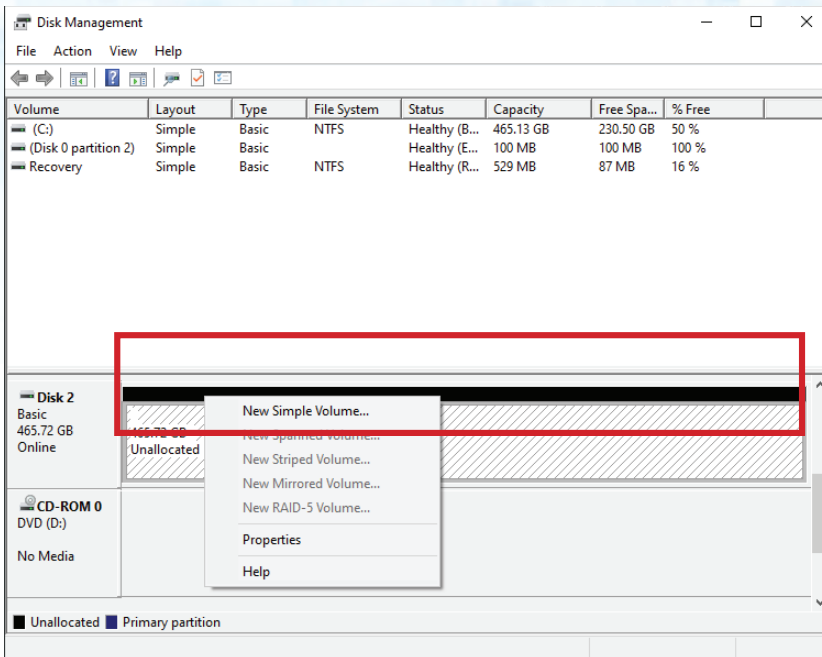 Disk Management
File Action View Help
Volume Layout Type File System Status Capacity Free Spa... % Free
(C:) Simple Basic NTFS Healthy (B... 465.13 GB 230.50 GB 50 %
(Disk 0 partition 2) Simple Basic Healthy (E... 100 MB 100 MB 100 %
Recovery Simple Basic NTFS Healthy (R... 529 MB 87 MB 16 %
Disk 2
Basic
465.72 GB
Online
465.72 GB
Unallocated
New Simple Volume...
New Spanned Volume...
New Striped Volume...
New Mirrored Volume...
New RAID-5 Volume...
Properties
Help
CD-ROM 0
DVD (D:)
No Media
Unallocated Primary partition